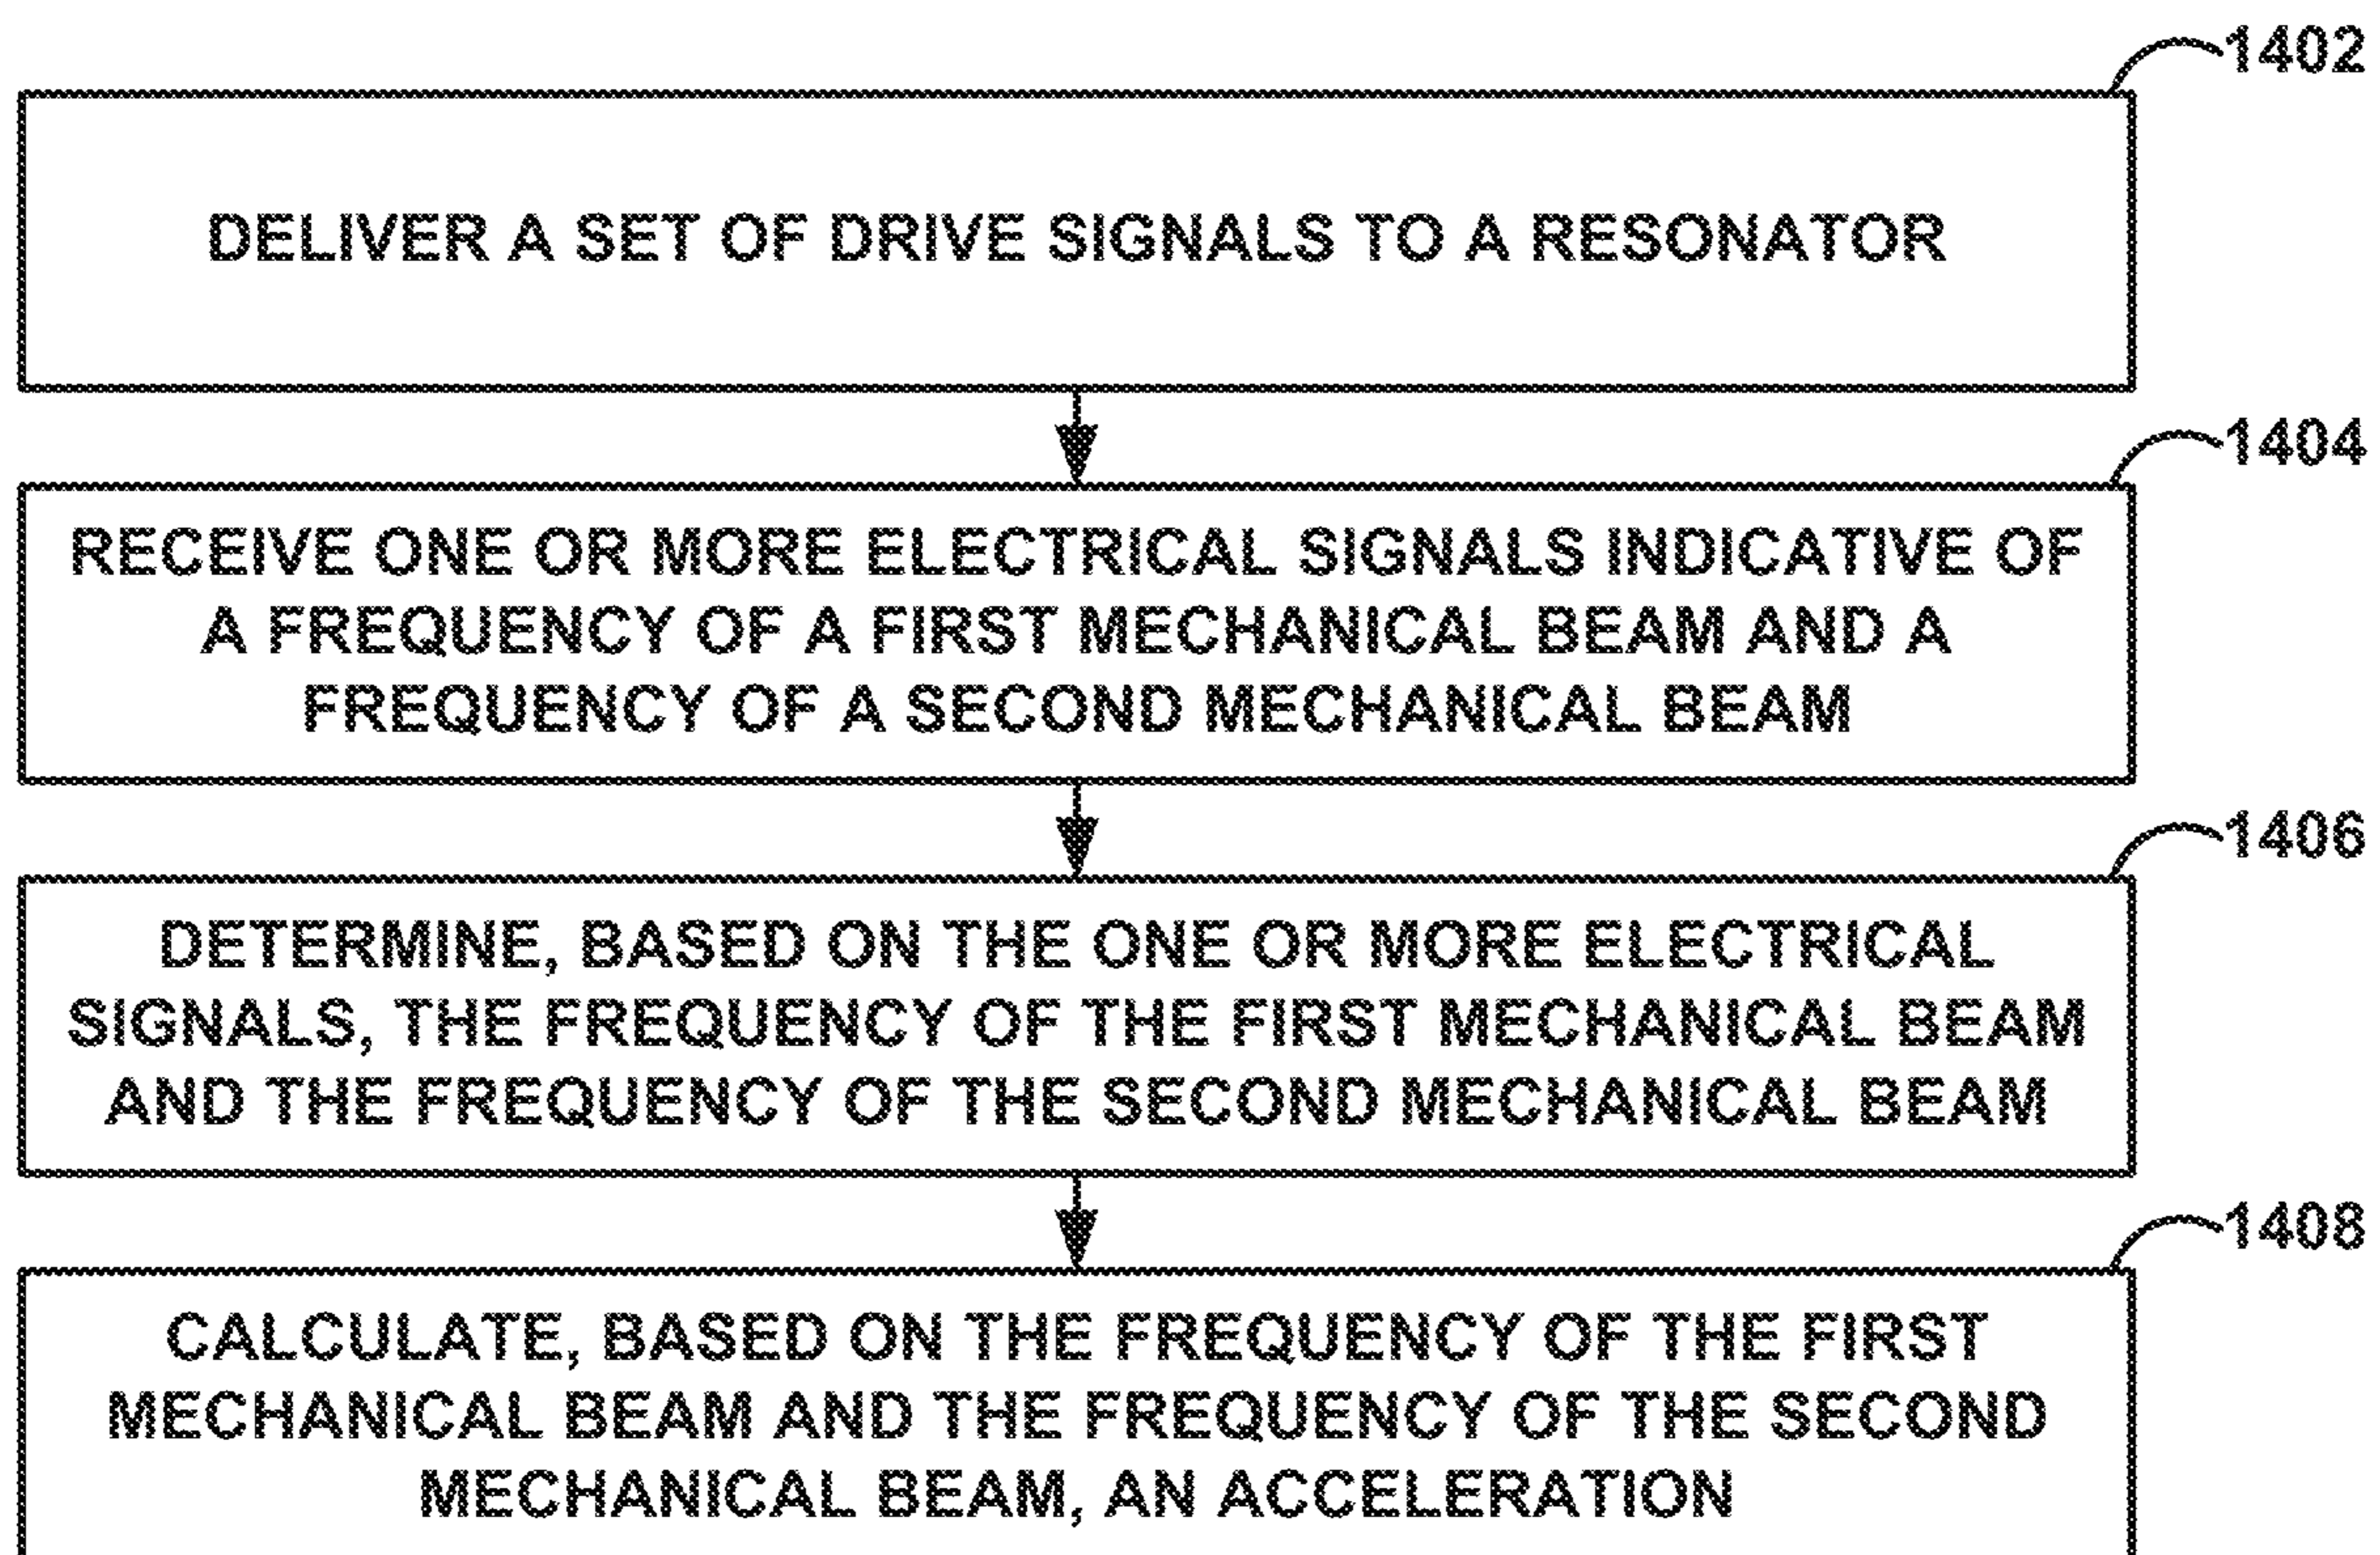 1402
DELIVER A SET OF DRIVE SIGNALS TO A RESONATOR
1404
RECEIVE ONE OR MORE ELECTRICAL SIGNALS INDICATIVE OF
A FREQUENCY OF A FIRST MECHANICAL BEAM AND A
FREQUENCY OF A SECOND MECHANICAL BEAM
1406
DETERMINE, BASED ON THE ONE OR MORE ELECTRICAL
SIGNALS, THE FREQUENCY OF THE FIRST MECHANICAL BEAM
AND THE FREQUENCY OF THE SECOND MECHANICAL BEAM
1408
CALCULATE, BASED ON THE FREQUENCY OF THE FIRST
MECHANICAL BEAM AND THE FREQUENCY OF THE SECOND
MECHANICAL BEAM, AN ACCELERATION